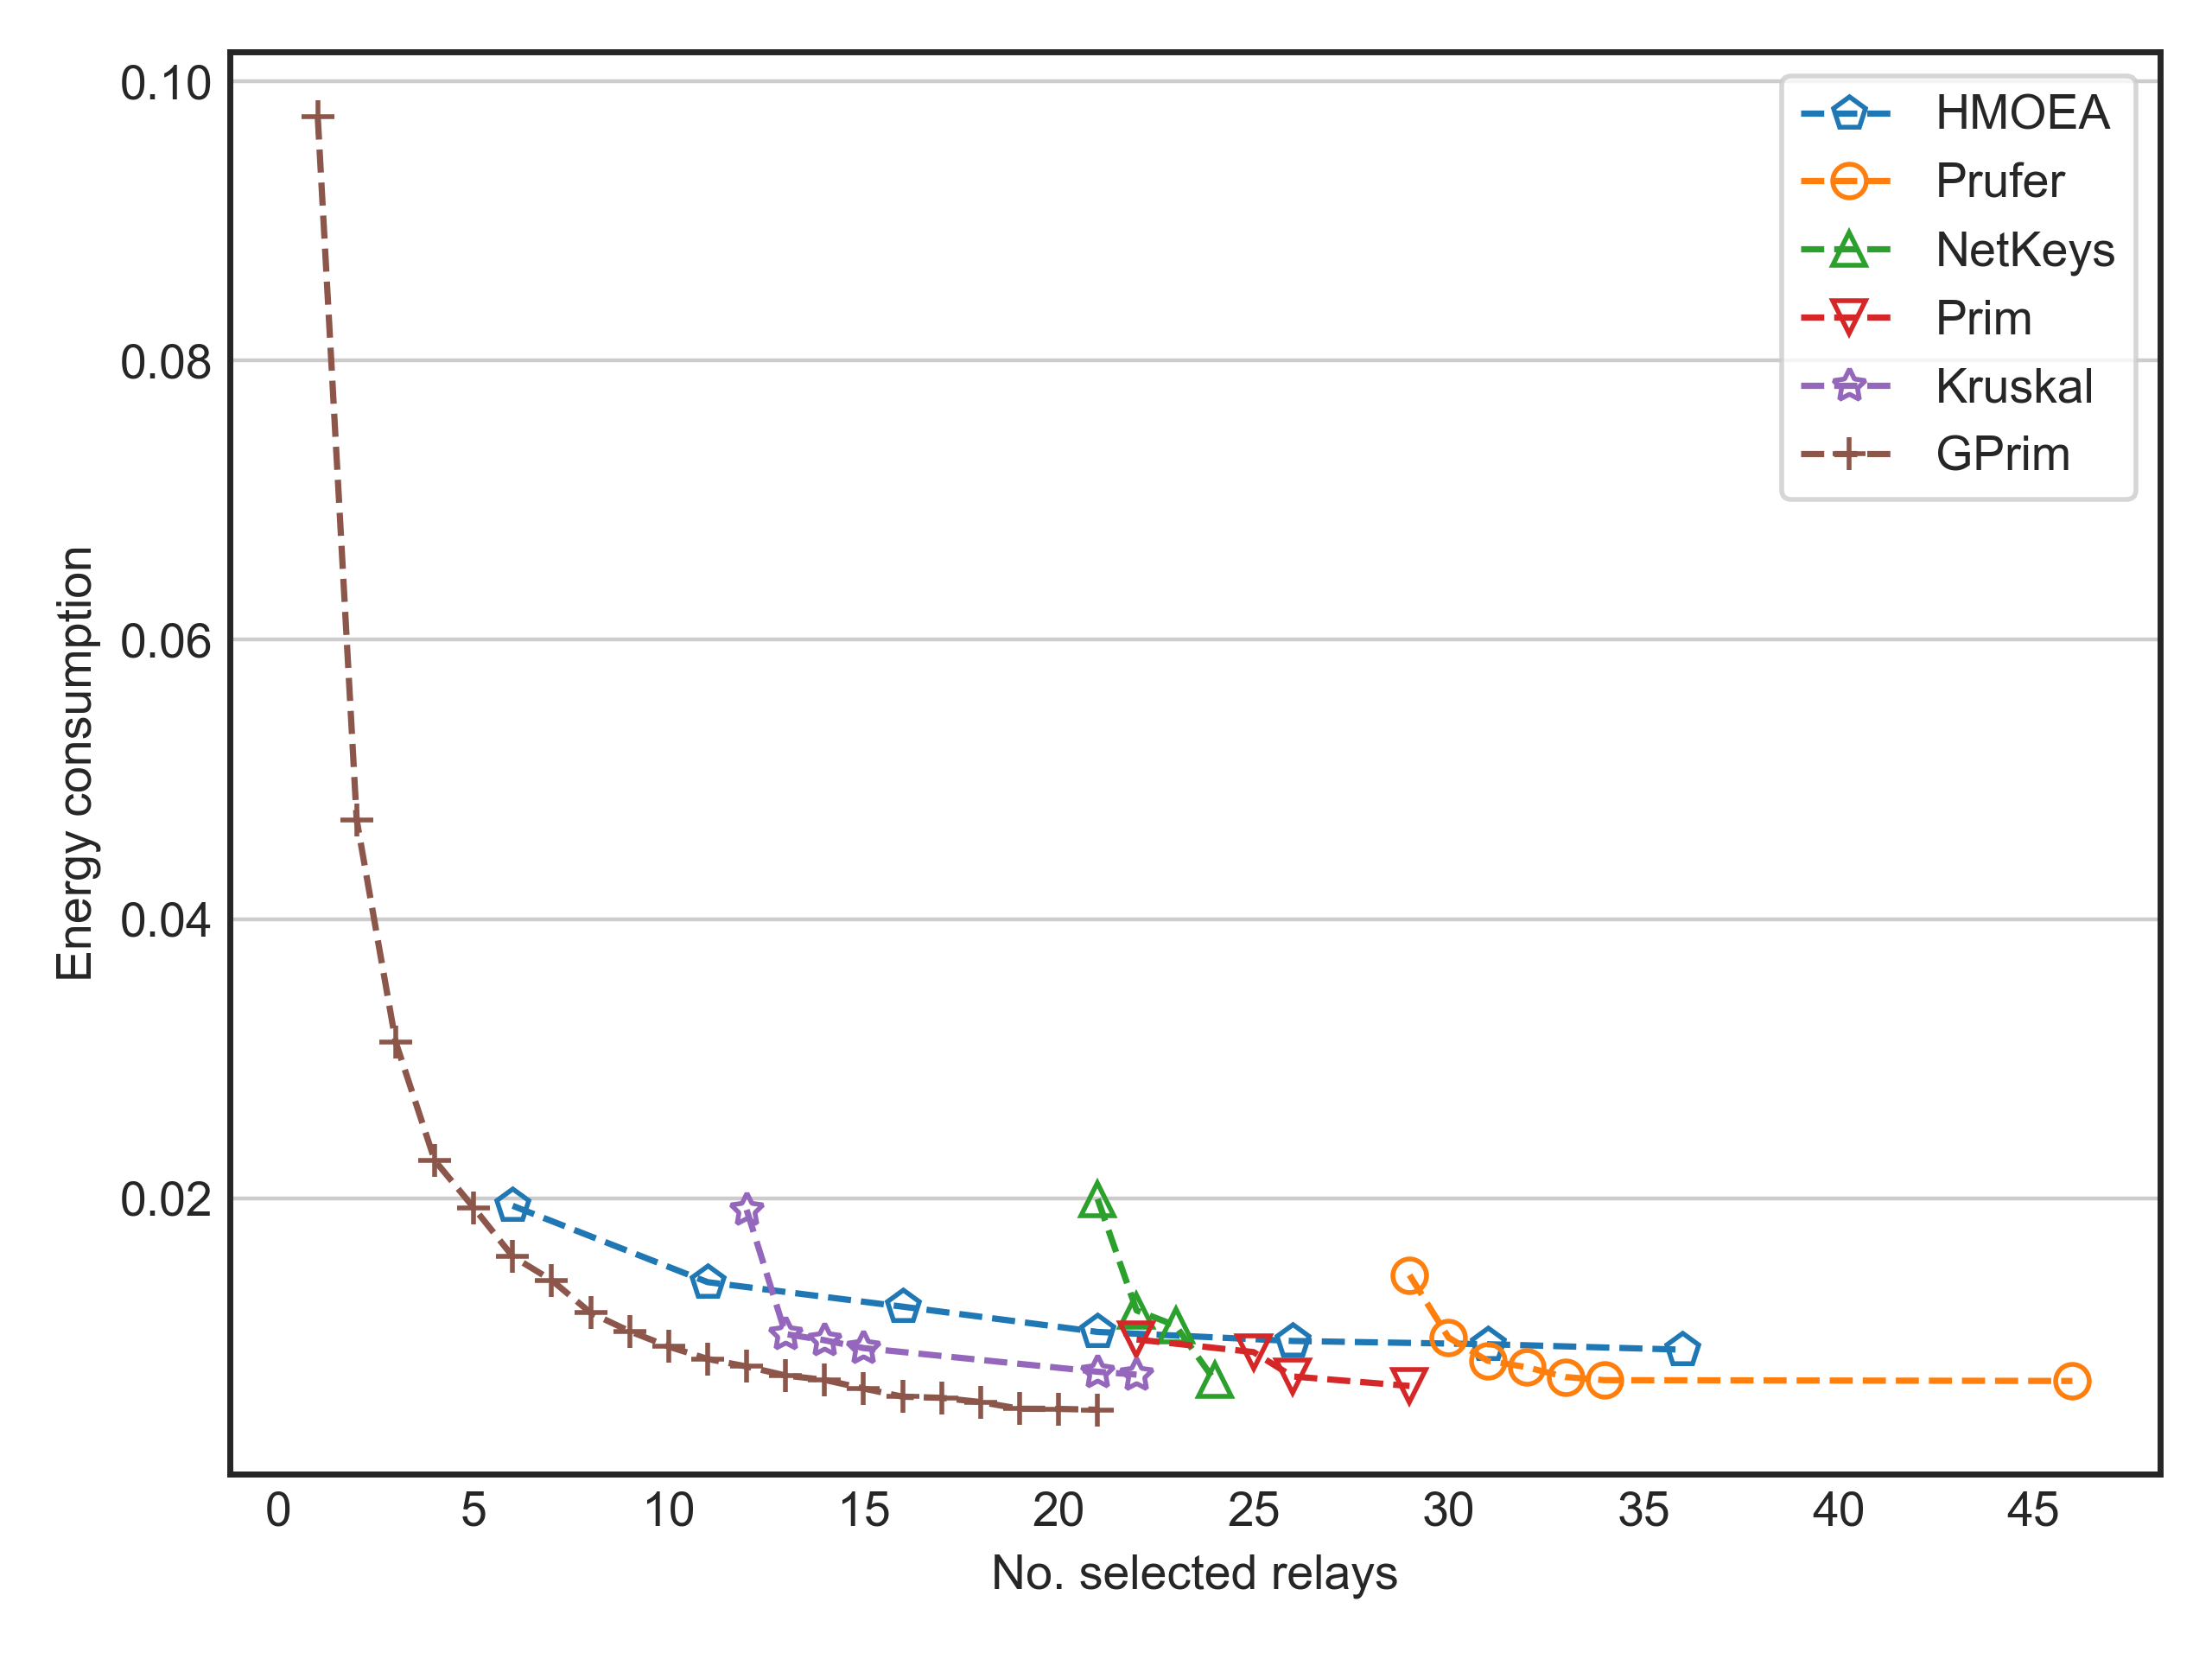 0.10
0.08
0.06
0.04
0.02
Energy consumption
0 5 10 15 20 25 30 35 40 45
No. selected relays
HMOEA
Prufer
NetKeys
Prim
Kruskal
GPrim